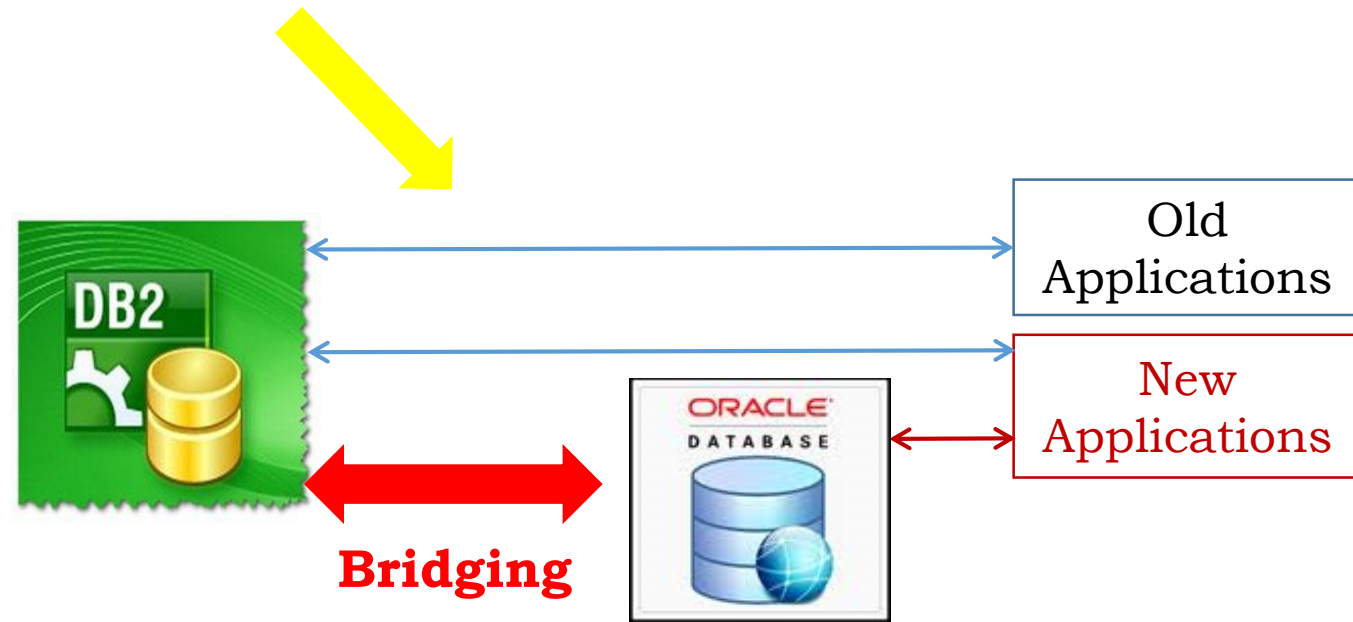 DB2
Old
Applications
New
Applications
ORACLE
DATABASE
Bridging